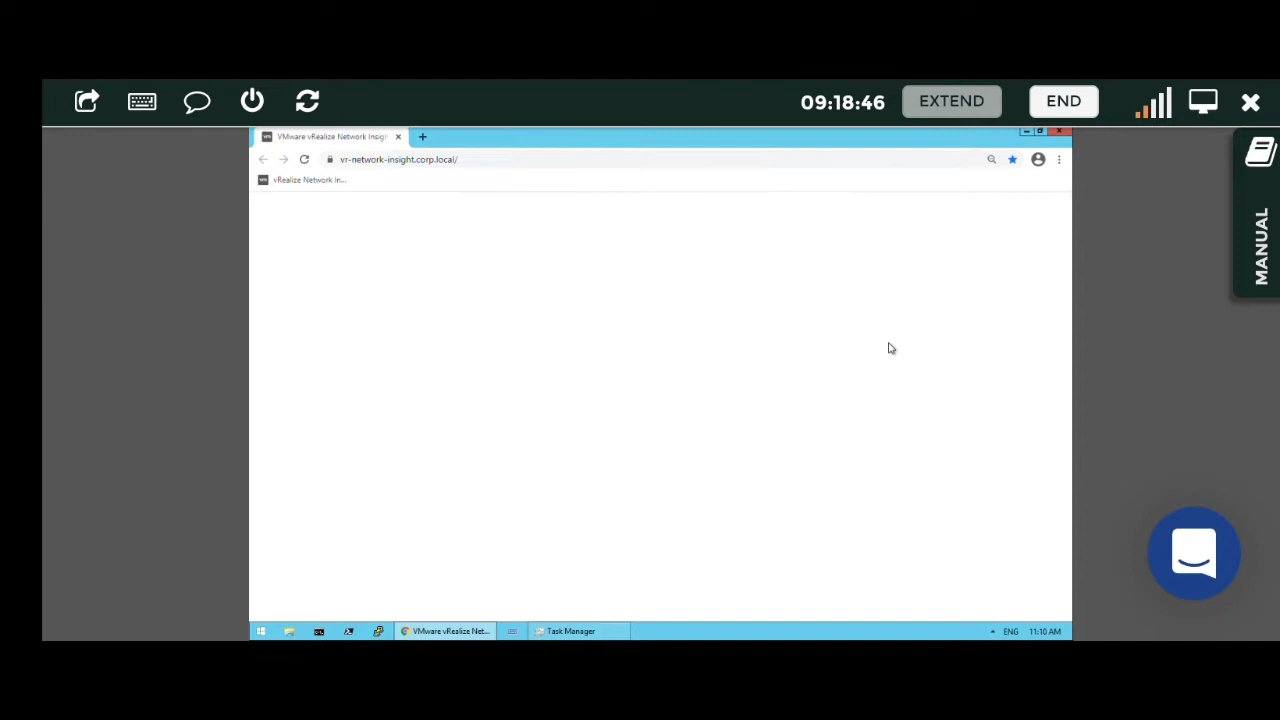 09:18:46 EXTEND END
VMware vRealize Network Insigh
vr-network-insight.corp.local/
vRealize Network In...
MANUAL
VMware vRealize Net... Task Manager ENG 11:10 AM